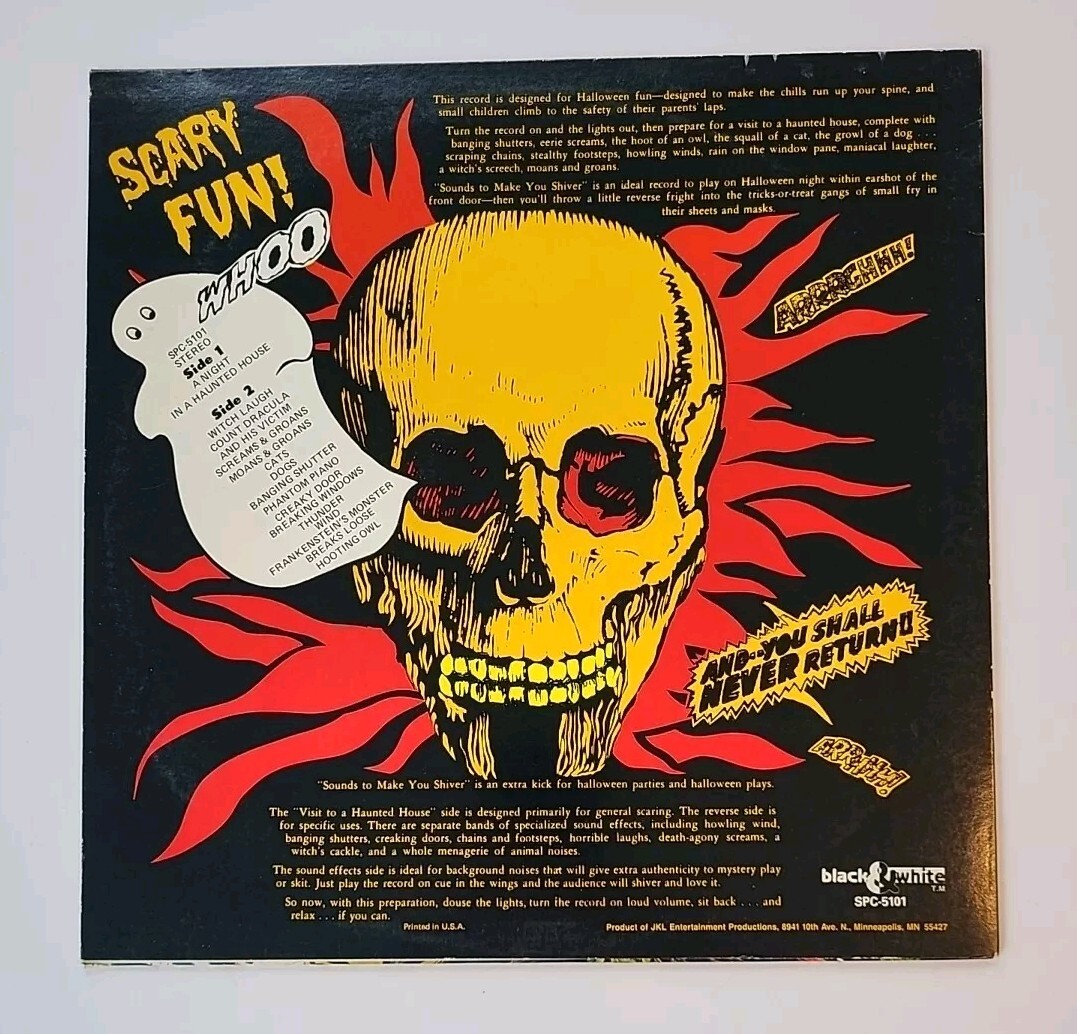 SCARY
FUN!
This record is designed for Halloween fun—designed to make the chills run up your spine, and
small children climb to the safety of their parents' laps.
Turn the record on and the lights out, then prepare for a visit to a haunted house, complete with
banging shutters, eerie screams, the hoot of an owl, the squall of a cat, the growl of a dog . . .
scraping chains, stealthy footsteps, howling winds, rain on the window pane, maniacal laughter,
a witch's screech, moans and groans.
"Sounds to Make You Shiver" is an ideal record to play on Halloween night within earshot of the
front door—then you'll throw a little reverse fright into the tricks-or-treat gangs of small fry in
their sheets and masks.
WHOO
SPC-5101
STEREO
Side 1
A NIGHT
IN A HAUNTED HOUSE
Side 2
WITCH LAUGH
COUNT DRACULA
AND HIS VICTIM
SCREAMS & GROANS
MOANS & GROANS
CATS
DOGS
BANGING SHUTTER
PHANTOM PIANO
CREAKY DOOR
BREAKING WINDOWS
THUNDER
WIND
FRANKENSTEIN'S MONSTER
BREAKS LOOSE
HOOTING OWL
ARRRRGHHH!
AND--YOU SHALL
NEVER RETURN!!
"Sounds to Make You Shiver" is an extra kick for halloween parties and halloween plays.
The "Visit to a Haunted House" side is designed primarily for general scaring. The reverse side is
for specific uses. There are separate bands of specialized sound effects, including howling wind,
banging shutters, creaking doors, chains and footsteps, horrible laughs, death-agony screams, a
witch's cackle, and a whole menagerie of animal noises.
The sound effects side is ideal for background noises that will give extra authenticity to mystery play
or skit. Just play the record on cue in the wings and the audience will shiver and love it.
So now, with this preparation, douse the lights, turn the record on loud volume, sit back . . . and
relax . . . if you can.
black & white
T.M
SPC-5101
Printed in U.S.A.
Product of JKL Entertainment Productions, 8941 10th Ave. N., Minneapolis, MN 55427